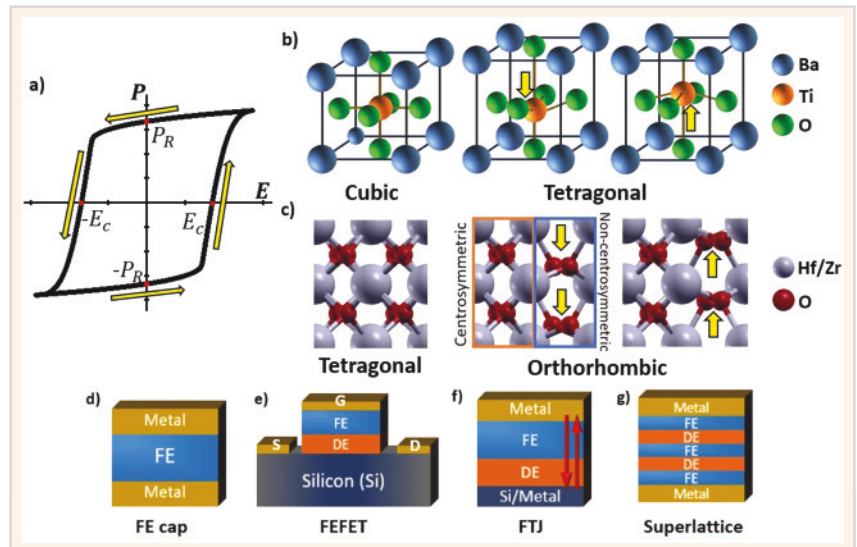 a)
P
P_R
E
-E_c
E_c
-P_R
b)
Ba
Ti
O
Cubic
Tetragonal
c)
Centrosymmetric
Non-centrosymmetric
Hf/Zr
O
Tetragonal
Orthorhombic
d)
Metal
FE
Metal
FE cap
e)
G
FE
S
DE
D
Silicon (Si)
FEFET
f)
Metal
FE
DE
Si/Metal
FTJ
g)
Metal
FE
DE
FE
DE
FE
Metal
Superlattice